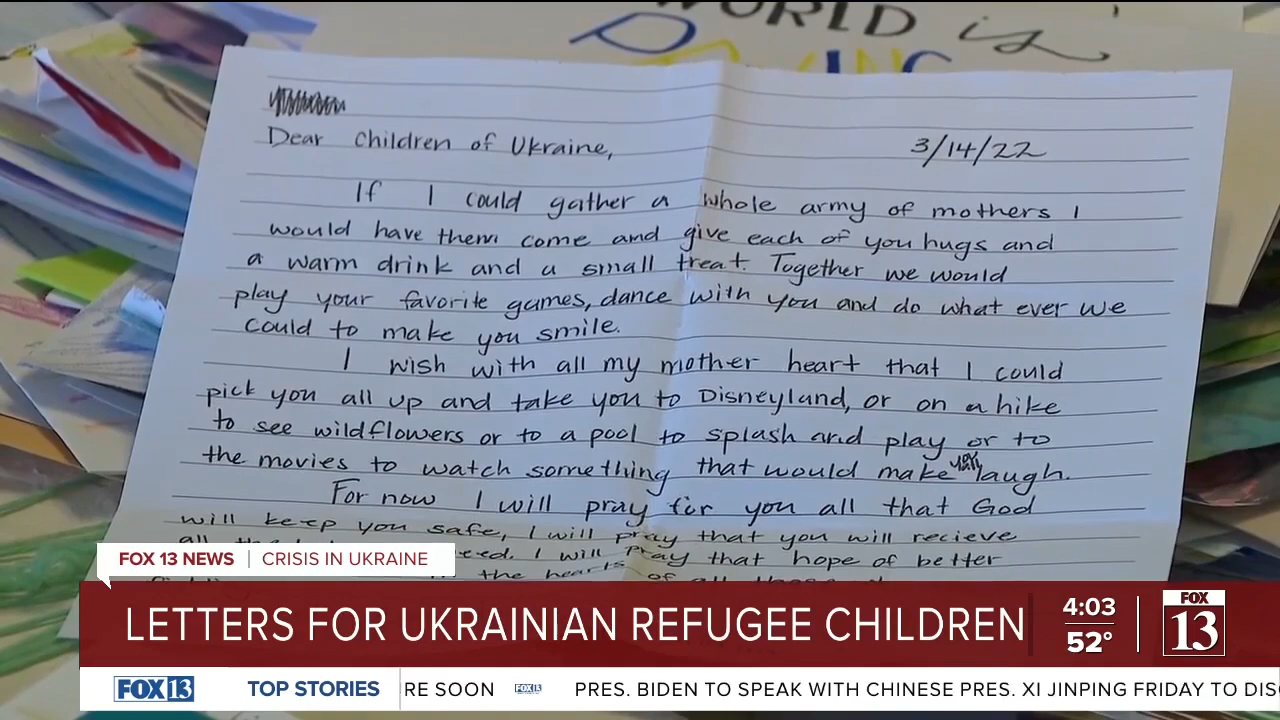 WORLD is
Dear Children of Ukraine,
3/14/22
If I could gather a whole army of mothers I
would have them come and give each of you hugs and
a warm drink and a small treat. Together we would
play your favorite games, dance with you and do what ever we
could to make you smile.
I wish with all my mother heart that I could
pick you all up and take you to Disneyland, or on a hike
to see wildflowers or to a pool to splash and play or to
the movies to watch something that would make you laugh.
For now I will pray for you all that God
will keep you safe, I will pray that you will recieve
eed. I will pray that hope of better
the hearts of all
FOX 13 NEWS | CRISIS IN UKRAINE
LETTERS FOR UKRAINIAN REFUGEE CHILDREN
4:03
52°
FOX
13
FOX 13
TOP STORIES
RE SOON
FOX 13
PRES. BIDEN TO SPEAK WITH CHINESE PRES. XI JINPING FRIDAY TO DIS